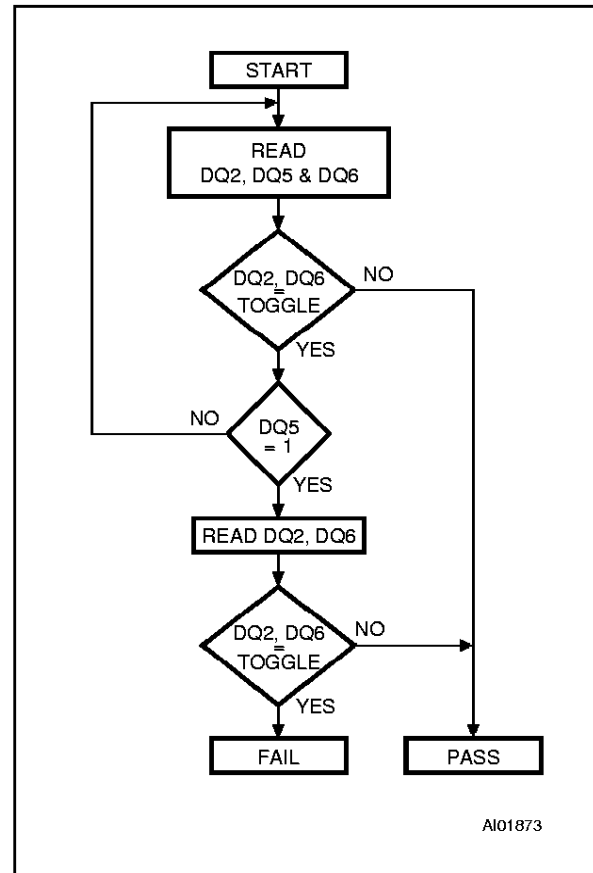 START
READ
DQ2, DQ5 & DQ6
DQ2, DQ6
=
TOGGLE
NO
YES
NO
DQ5
= 1
YES
READ DQ2, DQ6
DQ2, DQ6
=
TOGGLE
NO
YES
FAIL
PASS
AI01873